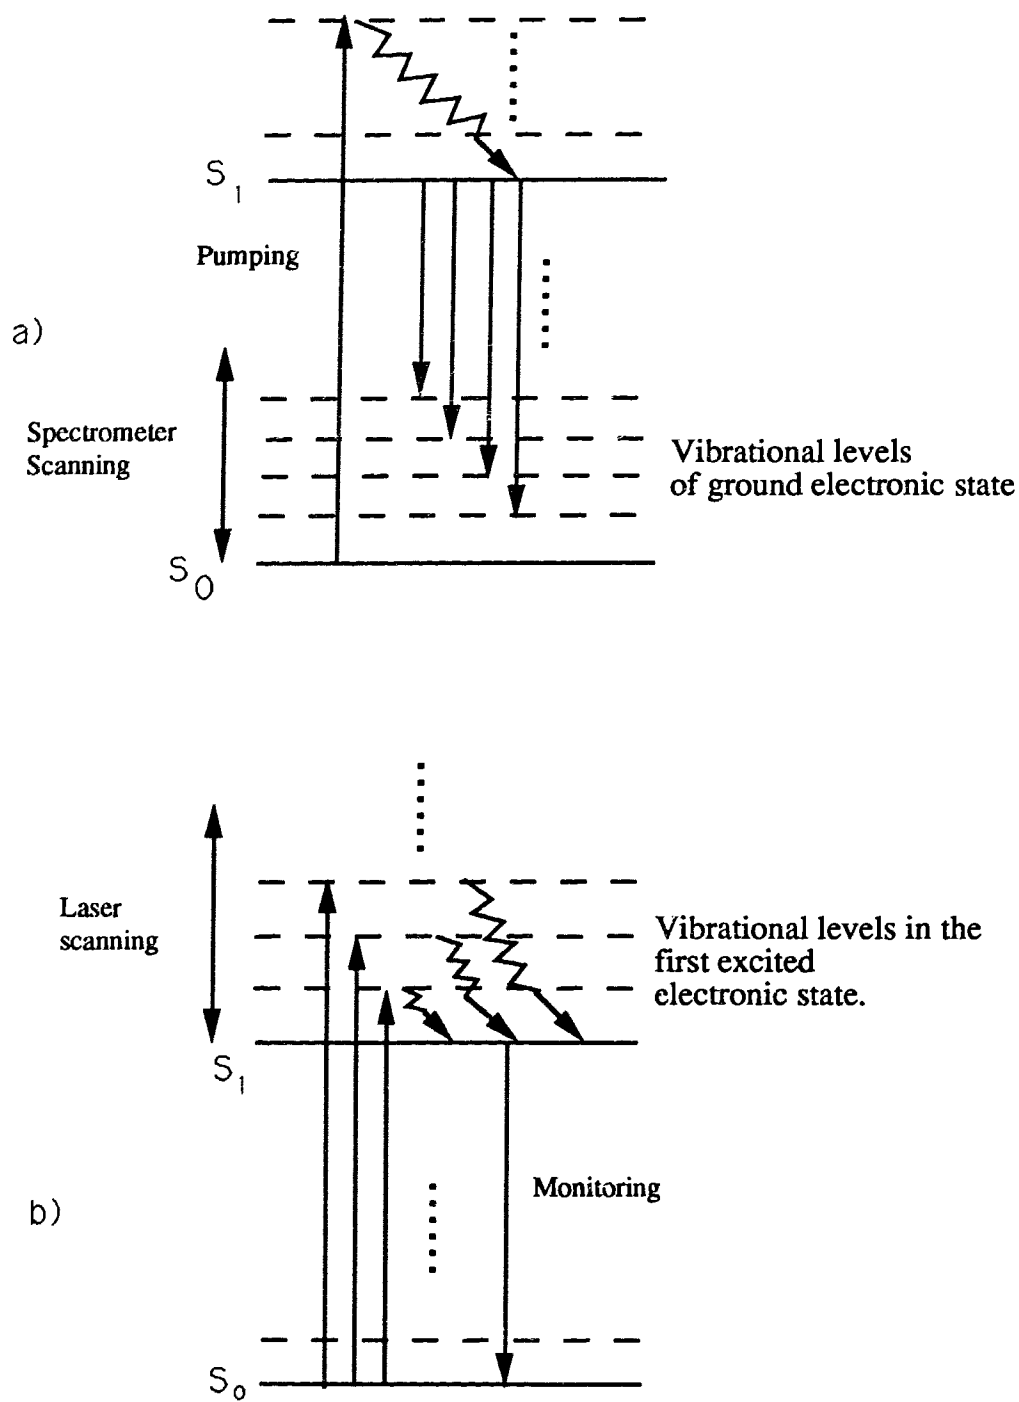 S1
Pumping
a)
Spectrometer
Scanning
Vibrational levels
of ground electronic state
S0
Laser
scanning
Vibrational levels in the
first excited
electronic state.
S1
Monitoring
b)
S0